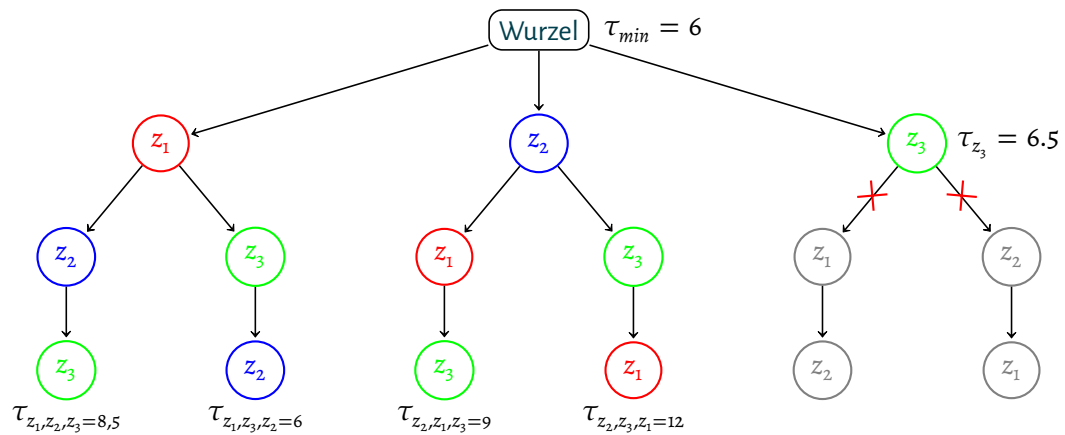 Wurzel τ_min = 6
z₁ z₂ z₃ τ_z₃ = 6.5
z₂ z₃ z₁ z₃ z₁ z₂
z₃ z₂ z₃ z₁ z₂ z₁
τ_z₁,z₂,z₃=8,5 τ_z₁,z₃,z₂=6 τ_z₂,z₁,z₃=9 τ_z₂,z₃,z₁=12